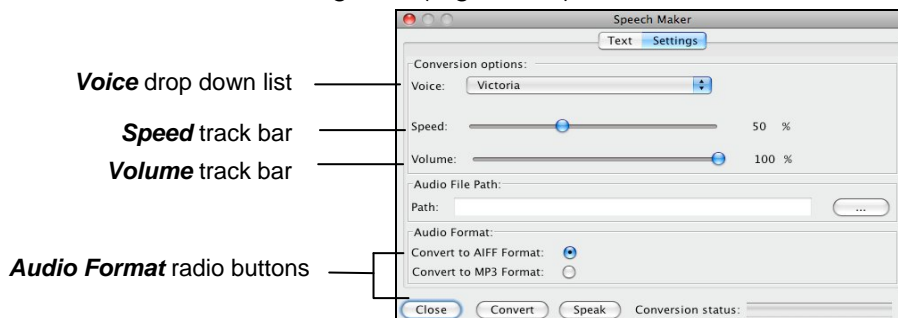 Speech Maker
Text Settings
Conversion options:
Voice drop down list
Voice: Victoria
Speed track bar
Speed: 50 %
Volume track bar
Volume: 100 %
Audio File Path:
Path: ...
Audio Format:
Convert to AIFF Format:
Audio Format radio buttons
Convert to MP3 Format:
Close Convert Speak Conversion status: